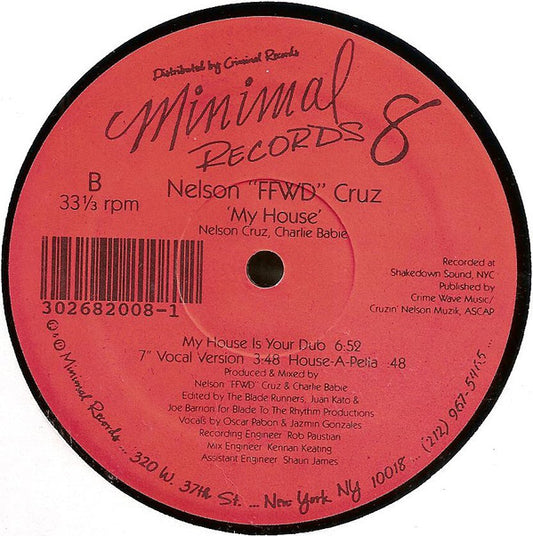 Distributed by Criminal Records
Minimal
RECORDS 8
B
33⅓ rpm
Nelson "FFWD" Cruz
'My House'
Nelson Cruz, Charlie Babie
302682008-1
Recorded at
Shakedown Sound, NYC
Published by
Crime Wave Music/
Cruzin' Nelson Muzik, ASCAP
My House Is Your Dub 6:52
7" Vocal Version 3:48 House-A-Pella :48
Produced & Mixed by
Nelson "FFWD" Cruz & Charlie Babie
Edited by The Blade Runners, Juan Kato &
Joe Barrion for Blade To The Rhythm Productions
Vocals by Oscar Pabon & Jazmin Gonzales
Recording Engineer Rob Paustian
Mix Engineer Kennan Keating
Assistant Engineer Shaun James
©'℗ Minimal Records... 320 W. 37th St. ... New York NY 10018 ... (212) 967-5465...